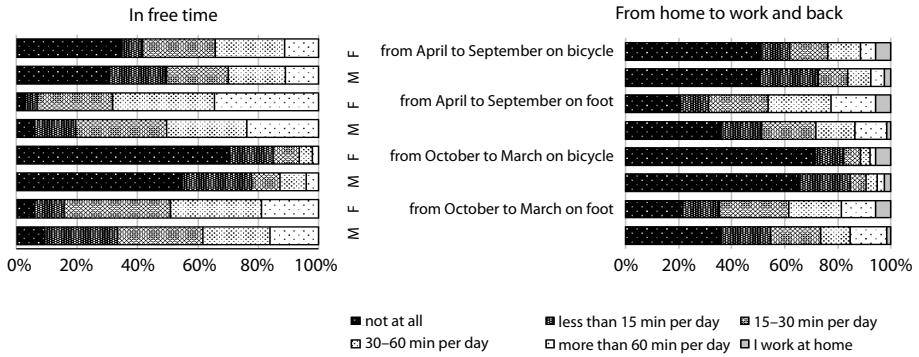 In free time
From home to work and back
F from April to September on bicycle
M
F from April to September on foot
M
F from October to March on bicycle
M
F from October to March on foot
M
0% 20% 40% 60% 80% 100%
0% 20% 40% 60% 80% 100%
not at all less than 15 min per day 15–30 min per day
30–60 min per day more than 60 min per day I work at home